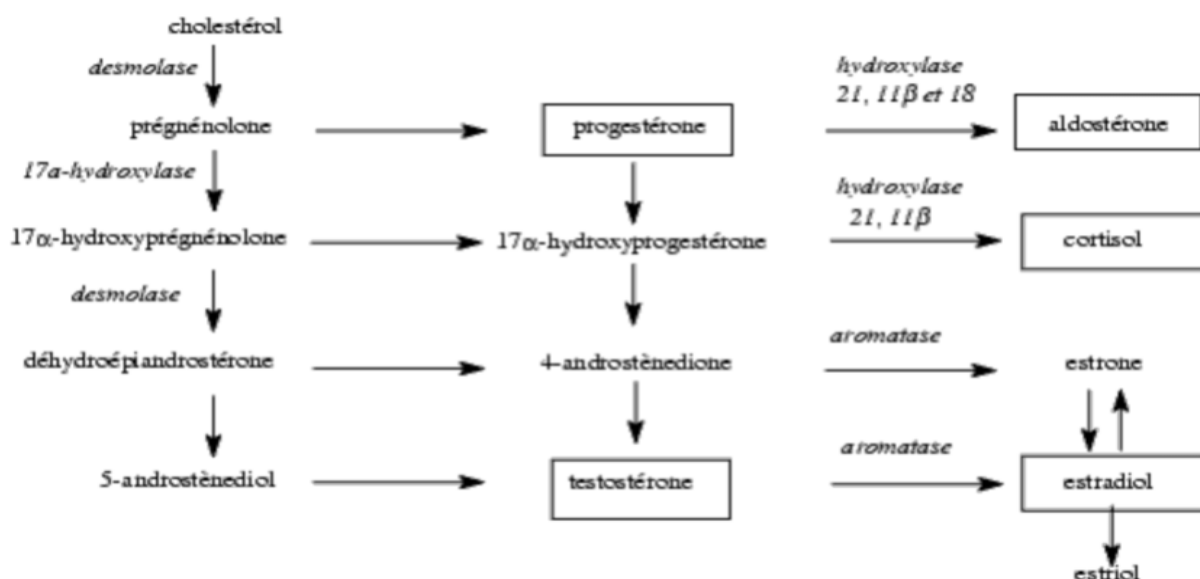 cholestérol
desmolase
hydroxylase
21, 11β et 18
prégnénolone
progestérone
aldostérone
17a-hydroxylase
hydroxylase
21, 11β
17α-hydroxyprégnénolone
17α-hydroxyprogestérone
cortisol
desmolase
aromatase
déhydroépiandrostérone
4-androstènedione
estrone
aromatase
5-androstènediol
testostérone
estradiol
estriol